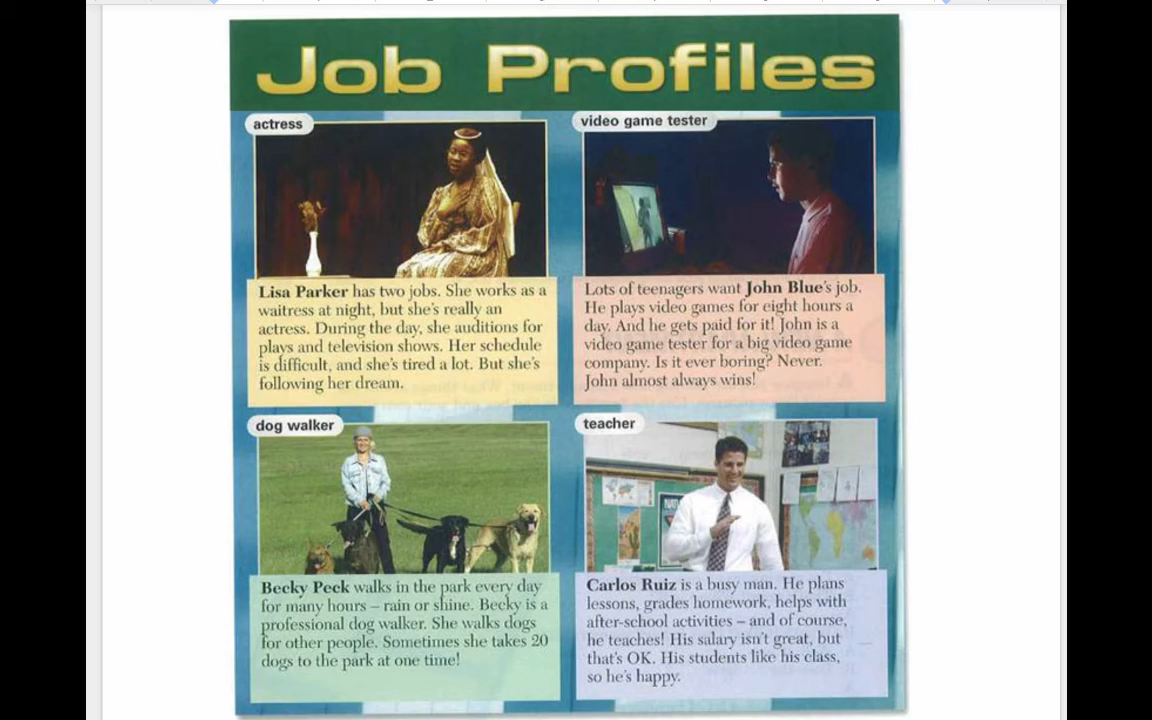 Job Profiles
actress
Lisa Parker has two jobs. She works as a
waitress at night, but she's really an
actress. During the day, she auditions for
plays and television shows. Her schedule
is difficult, and she's tired a lot. But she's
following her dream.
video game tester
Lots of teenagers want John Blue's job.
He plays video games for eight hours a
day. And he gets paid for it! John is a
video game tester for a big video game
company. Is it ever boring? Never.
John almost always wins!
dog walker
Becky Peck walks in the park every day
for many hours – rain or shine. Becky is a
professional dog walker. She walks dogs
for other people. Sometimes she takes 20
dogs to the park at one time!
teacher
Carlos Ruiz is a busy man. He plans
lessons, grades homework, helps with
after-school activities – and of course,
he teaches! His salary isn't great, but
that's OK. His students like his class,
so he's happy.